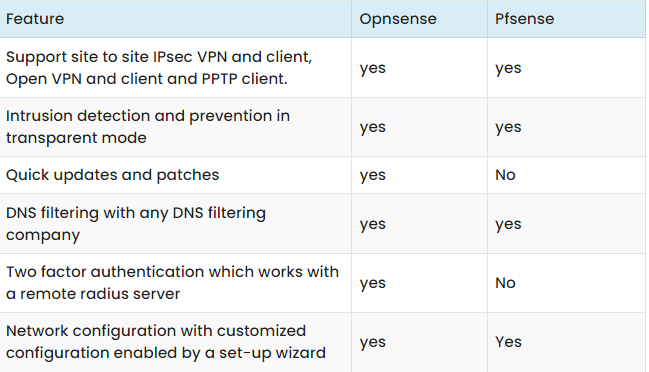 Feature Opnsense Pfsense
Support site to site IPsec VPN and client,
Open VPN and client and PPTP client. yes yes
Intrusion detection and prevention in
transparent mode yes yes
Quick updates and patches yes No
DNS filtering with any DNS filtering
company yes yes
Two factor authentication which works with
a remote radius server yes No
Network configuration with customized
configuration enabled by a set-up wizard yes Yes